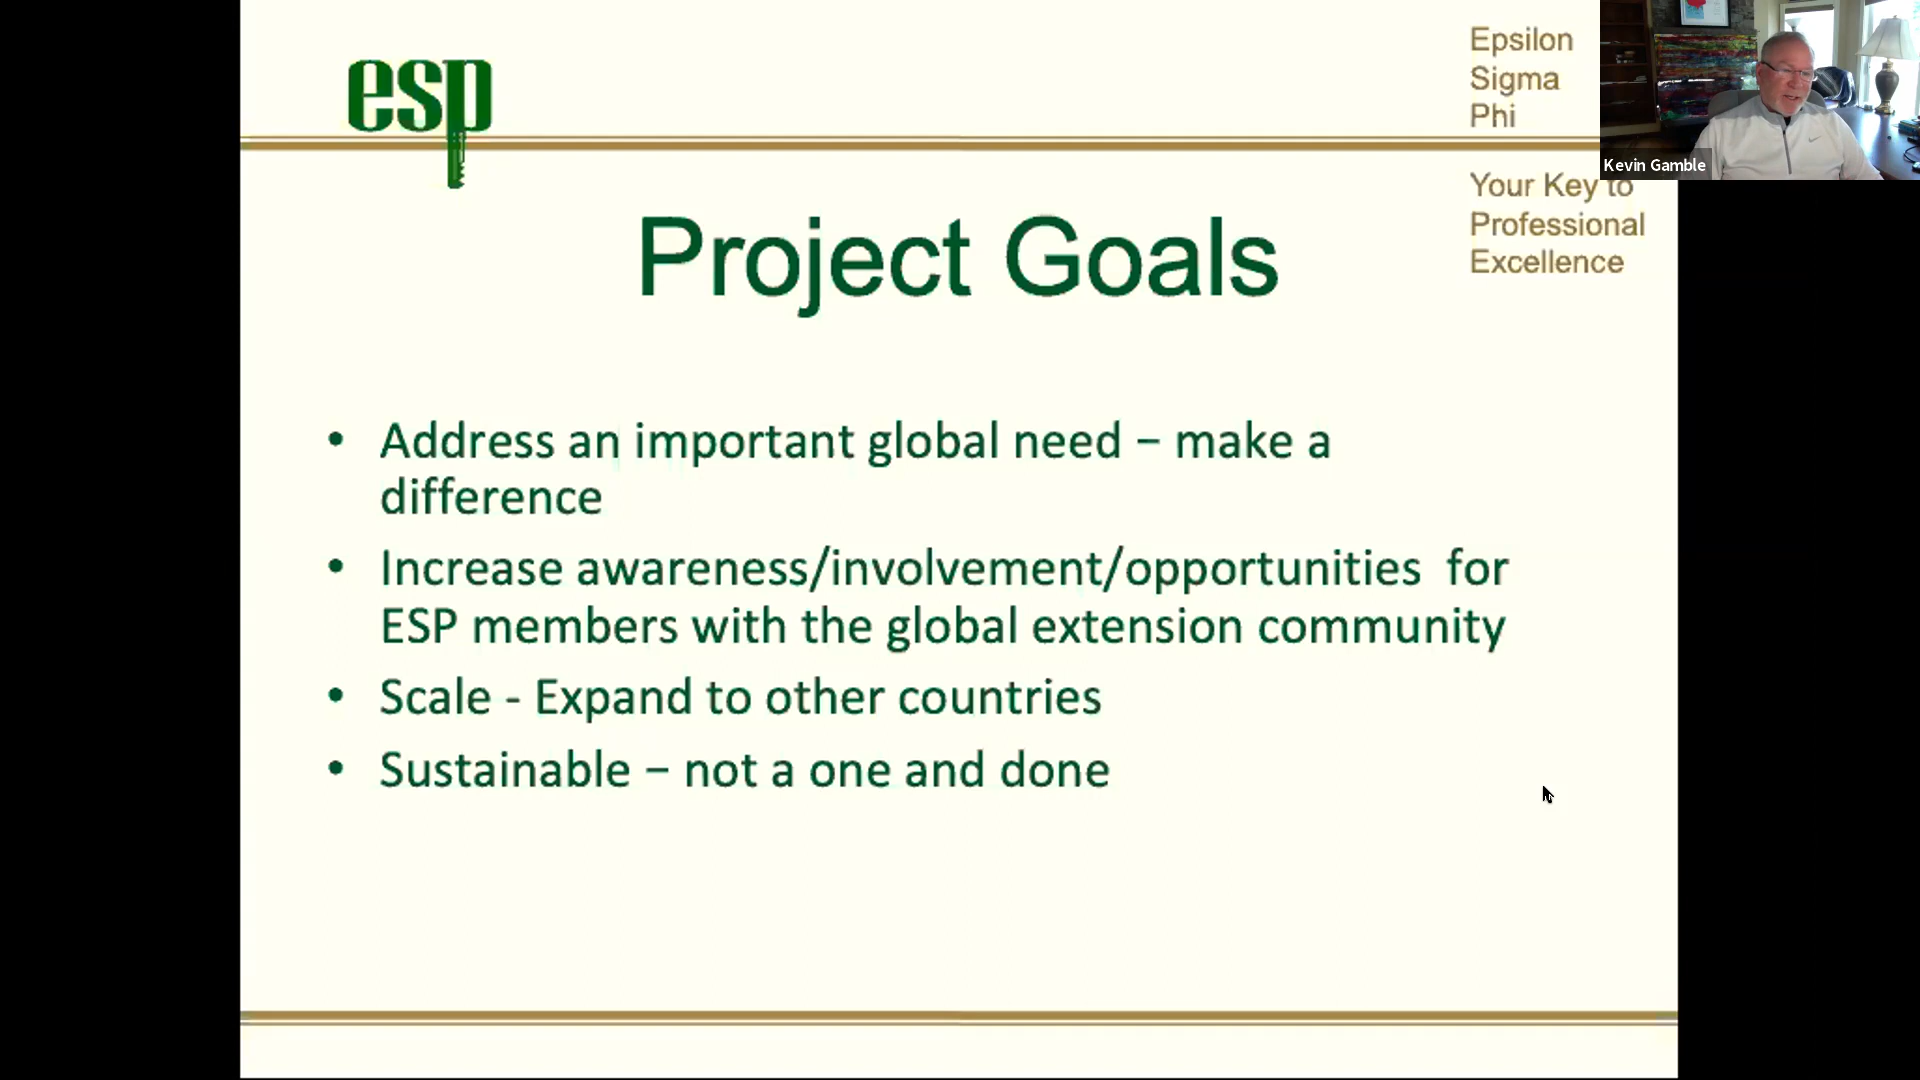 esp
Epsilon
Sigma
Phi
Kevin Gamble
Your Key to
Professional
Excellence
Project Goals
• Address an important global need – make a
difference
• Increase awareness/involvement/opportunities for
ESP members with the global extension community
• Scale - Expand to other countries
• Sustainable – not a one and done